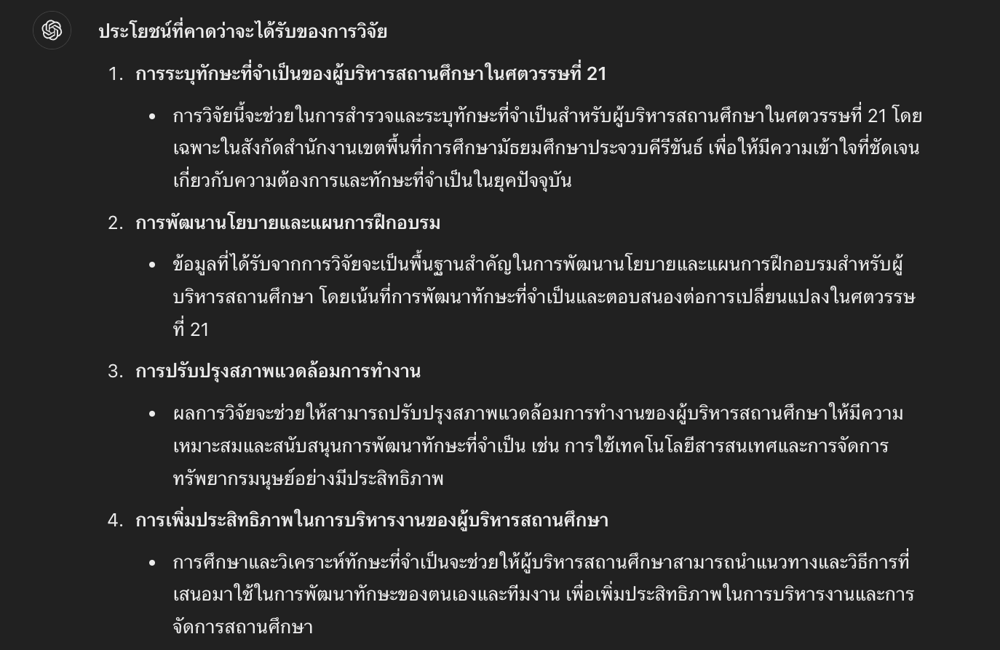 ประโยชน์ที่คาดว่าจะได้รับของการวิจัย
1. การระบุทักษะที่จำเป็นของผู้บริหารสถานศึกษาในศตวรรษที่ 21
• การวิจัยนี้จะช่วยในการสำรวจและระบุทักษะที่จำเป็นสำหรับผู้บริหารสถานศึกษาในศตวรรษที่ 21 โดย
เฉพาะในสังกัดสำนักงานเขตพื้นที่การศึกษามัธยมศึกษาประจวบคีรีขันธ์ เพื่อให้มีความเข้าใจที่ชัดเจน
เกี่ยวกับความต้องการและทักษะที่จำเป็นในยุคปัจจุบัน
2. การพัฒนานโยบายและแผนการฝึกอบรม
• ข้อมูลที่ได้รับจากการวิจัยจะเป็นพื้นฐานสำคัญในการพัฒนานโยบายและแผนการฝึกอบรมสำหรับผู้
บริหารสถานศึกษา โดยเน้นที่การพัฒนาทักษะที่จำเป็นและตอบสนองต่อการเปลี่ยนแปลงในศตวรรษ
ที่ 21
3. การปรับปรุงสภาพแวดล้อมการทำงาน
• ผลการวิจัยจะช่วยให้สามารถปรับปรุงสภาพแวดล้อมการทำงานของผู้บริหารสถานศึกษาให้มีความ
เหมาะสมและสนับสนุนการพัฒนาทักษะที่จำเป็น เช่น การใช้เทคโนโลยีสารสนเทศและการจัดการ
ทรัพยากรมนุษย์อย่างมีประสิทธิภาพ
4. การเพิ่มประสิทธิภาพในการบริหารงานของผู้บริหารสถานศึกษา
• การศึกษาและวิเคราะห์ทักษะที่จำเป็นจะช่วยให้ผู้บริหารสถานศึกษาสามารถนำแนวทางและวิธีการที่
เสนอมาใช้ในการพัฒนาทักษะของตนเองและทีมงาน เพื่อเพิ่มประสิทธิภาพในการบริหารงานและการ
จัดการสถานศึกษา